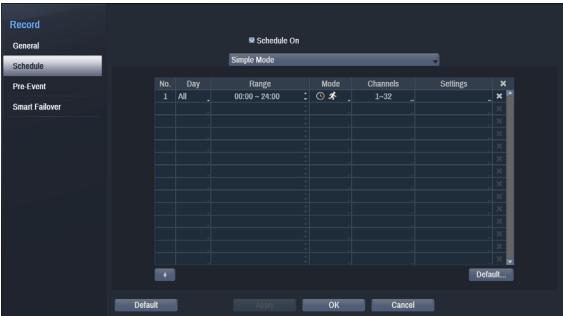 Record
General
Schedule
Pre-Event
Smart Failover
Schedule On
Simple Mode
No. Day Range Mode Channels Settings
1 All 00:00 ~ 24:00 1~32
Default...
Default Apply OK Cancel